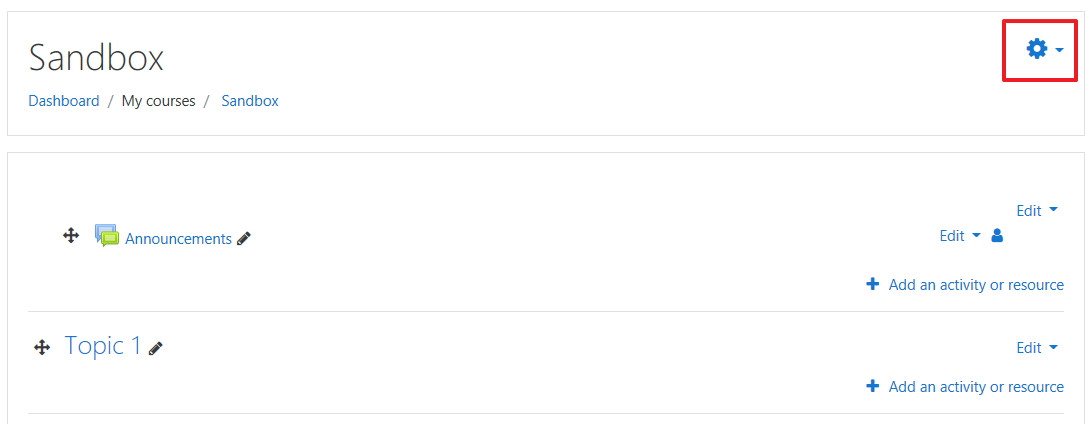 Sandbox
Dashboard / My courses / Sandbox
Edit
Announcements
Edit
Add an activity or resource
Topic 1
Edit
Add an activity or resource